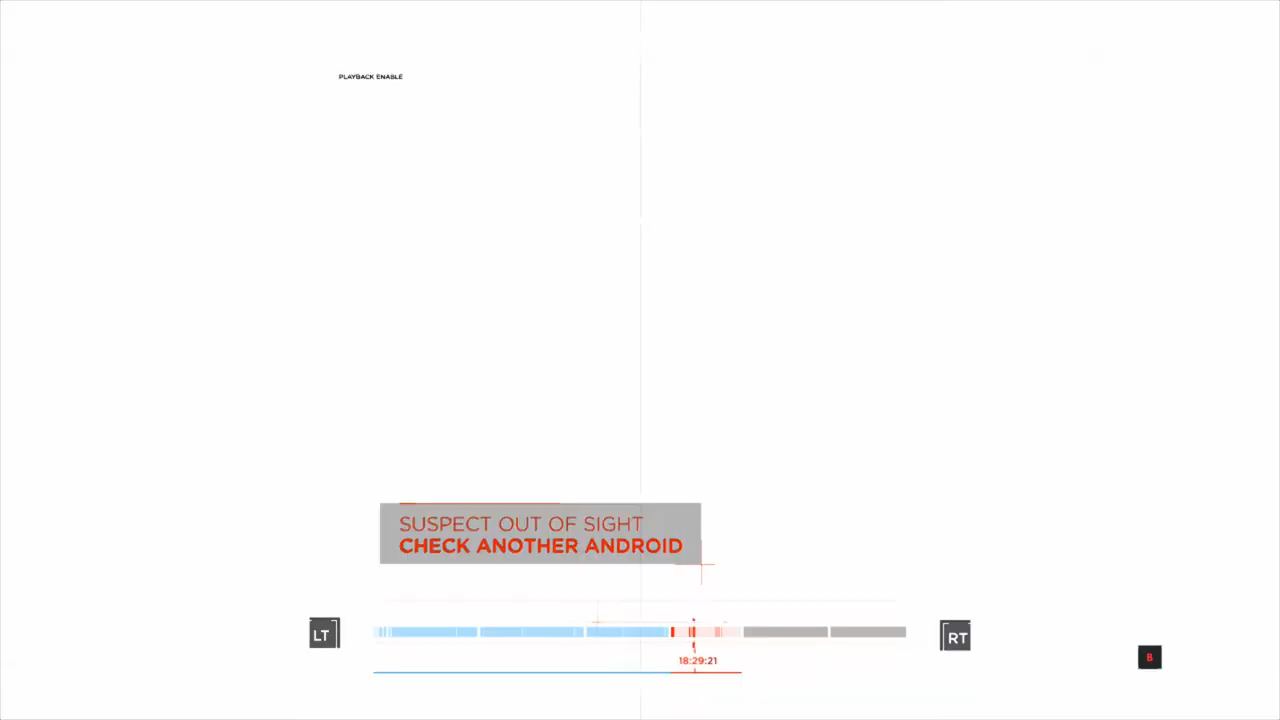 PLAYBACK ENABLE
SUSPECT OUT OF SIGHT
CHECK ANOTHER ANDROID
LT
RT
18:29:21
B